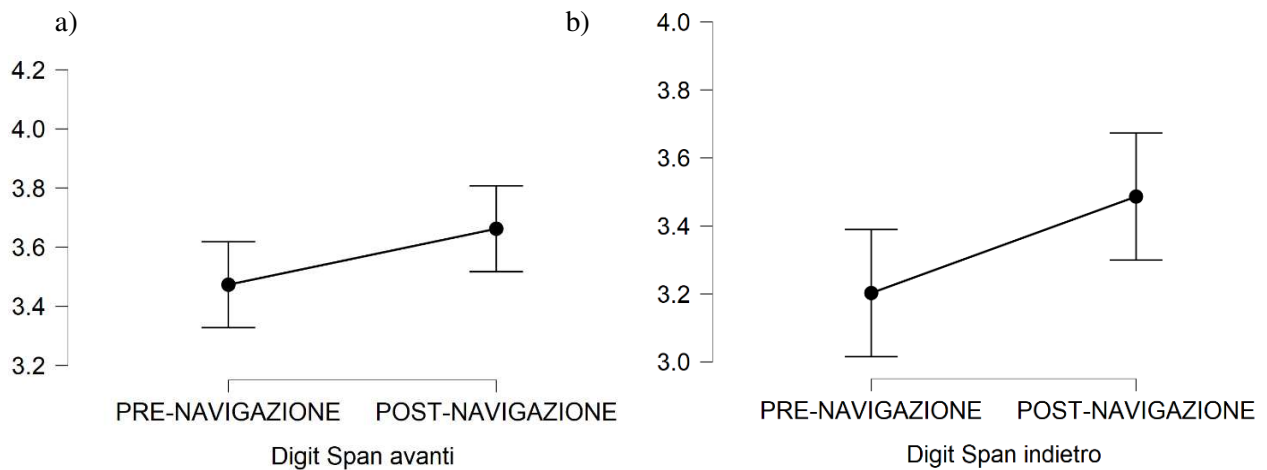 a)
4.2
4.0
3.8
3.6
3.4
3.2
PRE-NAVIGAZIONE POST-NAVIGAZIONE
Digit Span avanti
b)
4.0
3.8
3.6
3.4
3.2
3.0
PRE-NAVIGAZIONE POST-NAVIGAZIONE
Digit Span indietro